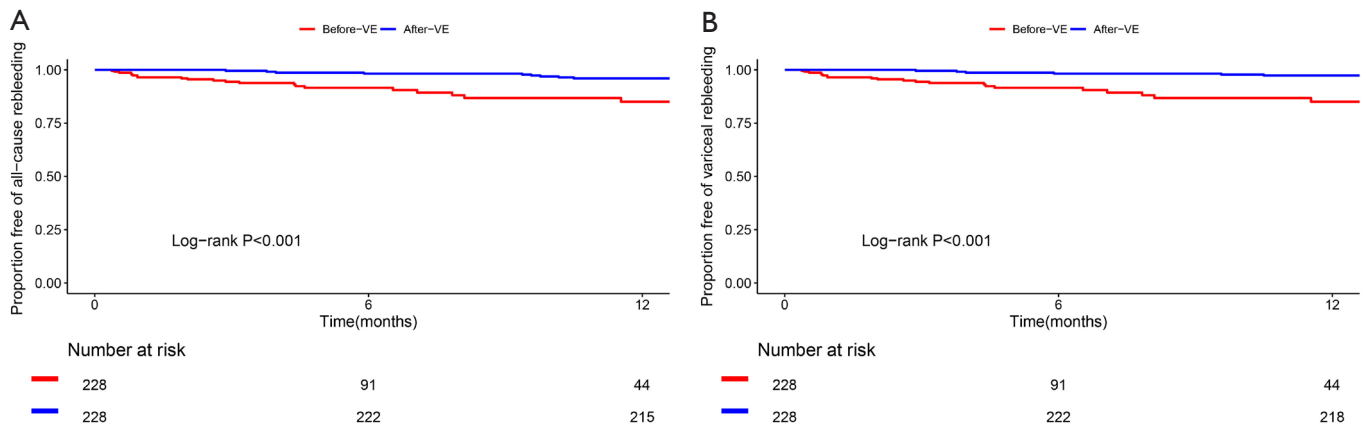 A
Before−VE After−VE
Proportion free of all−cause rebleeding
1.00
0.75
0.50
0.25
0.00
Log−rank P<0.001
0 6 12
Time(months)
Number at risk
228 91 44
228 222 215
B
Before−VE After−VE
Proportion free of variceal rebleeding
1.00
0.75
0.50
0.25
0.00
Log−rank P<0.001
0 6 12
Time(months)
Number at risk
228 91 44
228 222 218